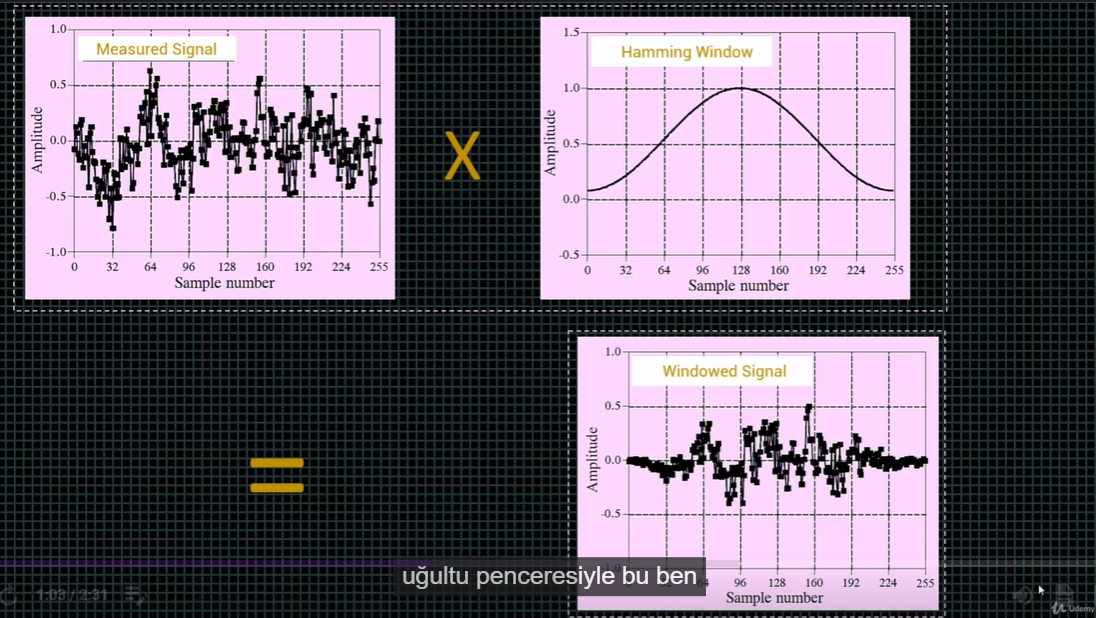 Measured Signal
1.0
0.5
0.0
-0.5
-1.0
Amplitude
0 32 64 96 128 160 192 224 255
Sample number
X
Hamming Window
1.5
1.0
0.5
0.0
-0.5
Amplitude
0 32 64 96 128 160 192 224 255
Sample number
=
Windowed Signal
1.0
0.5
0.0
-0.5
Amplitude
64 96 128 160 192 224 255
Sample number
uğultu penceresiyle bu ben
1:03 / 2:31
Udemy